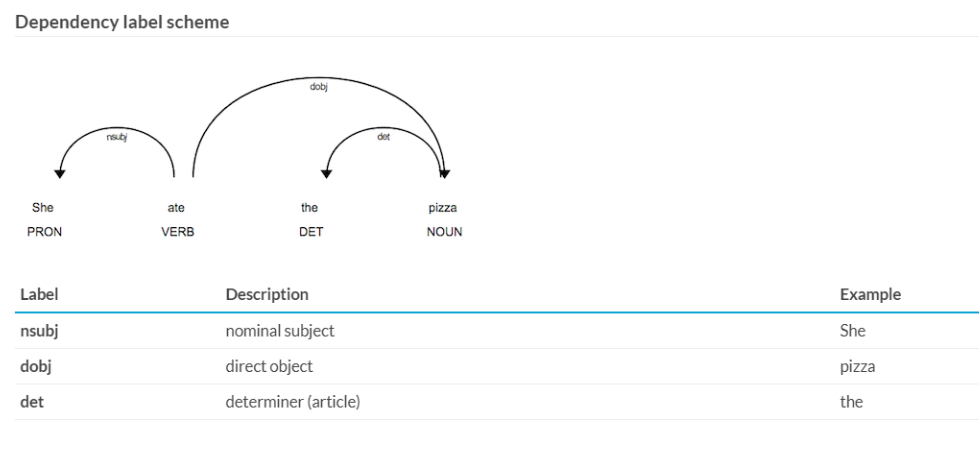 Dependency label scheme
dobj
nsubj det
She ate the pizza
PRON VERB DET NOUN
Label Description Example
nsubj nominal subject She
dobj direct object pizza
det determiner (article) the